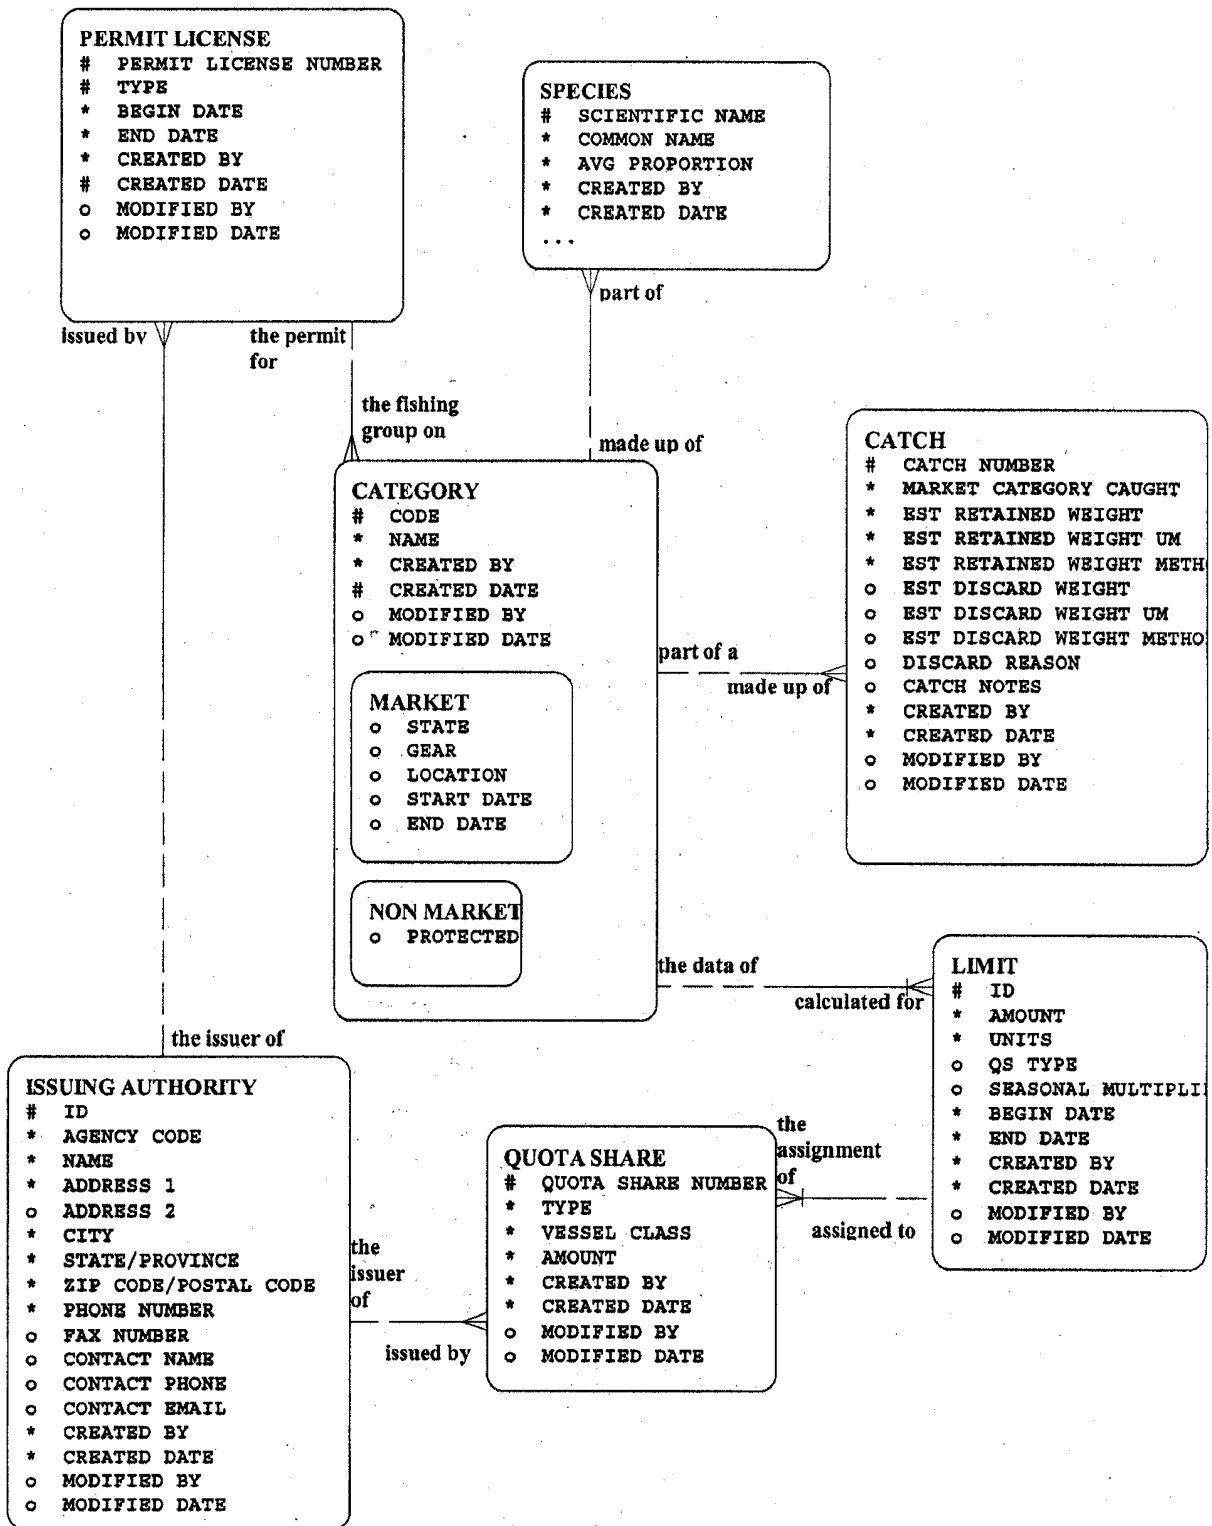 PERMIT LICENSE
# PERMIT LICENSE NUMBER
# TYPE
* BEGIN DATE
* END DATE
* CREATED BY
# CREATED DATE
o MODIFIED BY
o MODIFIED DATE
SPECIES
# SCIENTIFIC NAME
* COMMON NAME
* AVG PROPORTION
* CREATED BY
* CREATED DATE
...
part of
issued by
the permit
for
the fishing
group on
made up of
CATEGORY
# CODE
* NAME
* CREATED BY
# CREATED DATE
o MODIFIED BY
o MODIFIED DATE
MARKET
o STATE
o GEAR
o LOCATION
o START DATE
o END DATE
NON MARKET
o PROTECTED
CATCH
# CATCH NUMBER
* MARKET CATEGORY CAUGHT
* EST RETAINED WEIGHT
* EST RETAINED WEIGHT UM
* EST RETAINED WEIGHT METH
o EST DISCARD WEIGHT
o EST DISCARD WEIGHT UM
o EST DISCARD WEIGHT METHO
o DISCARD REASON
o CATCH NOTES
* CREATED BY
* CREATED DATE
o MODIFIED BY
o MODIFIED DATE
part of a
made up of
the data of
calculated for
LIMIT
# ID
* AMOUNT
* UNITS
o QS TYPE
o SEASONAL MULTIPLI
* BEGIN DATE
* END DATE
* CREATED BY
* CREATED DATE
o MODIFIED BY
o MODIFIED DATE
the issuer of
ISSUING AUTHORITY
# ID
* AGENCY CODE
* NAME
* ADDRESS 1
o ADDRESS 2
* CITY
* STATE/PROVINCE
* ZIP CODE/POSTAL CODE
* PHONE NUMBER
o FAX NUMBER
o CONTACT NAME
o CONTACT PHONE
o CONTACT EMAIL
* CREATED BY
* CREATED DATE
o MODIFIED BY
o MODIFIED DATE
the
issuer
of
issued by
QUOTA SHARE
# QUOTA SHARE NUMBER
* TYPE
* VESSEL CLASS
* AMOUNT
* CREATED BY
* CREATED DATE
o MODIFIED BY
o MODIFIED DATE
the
assignment
of
assigned to